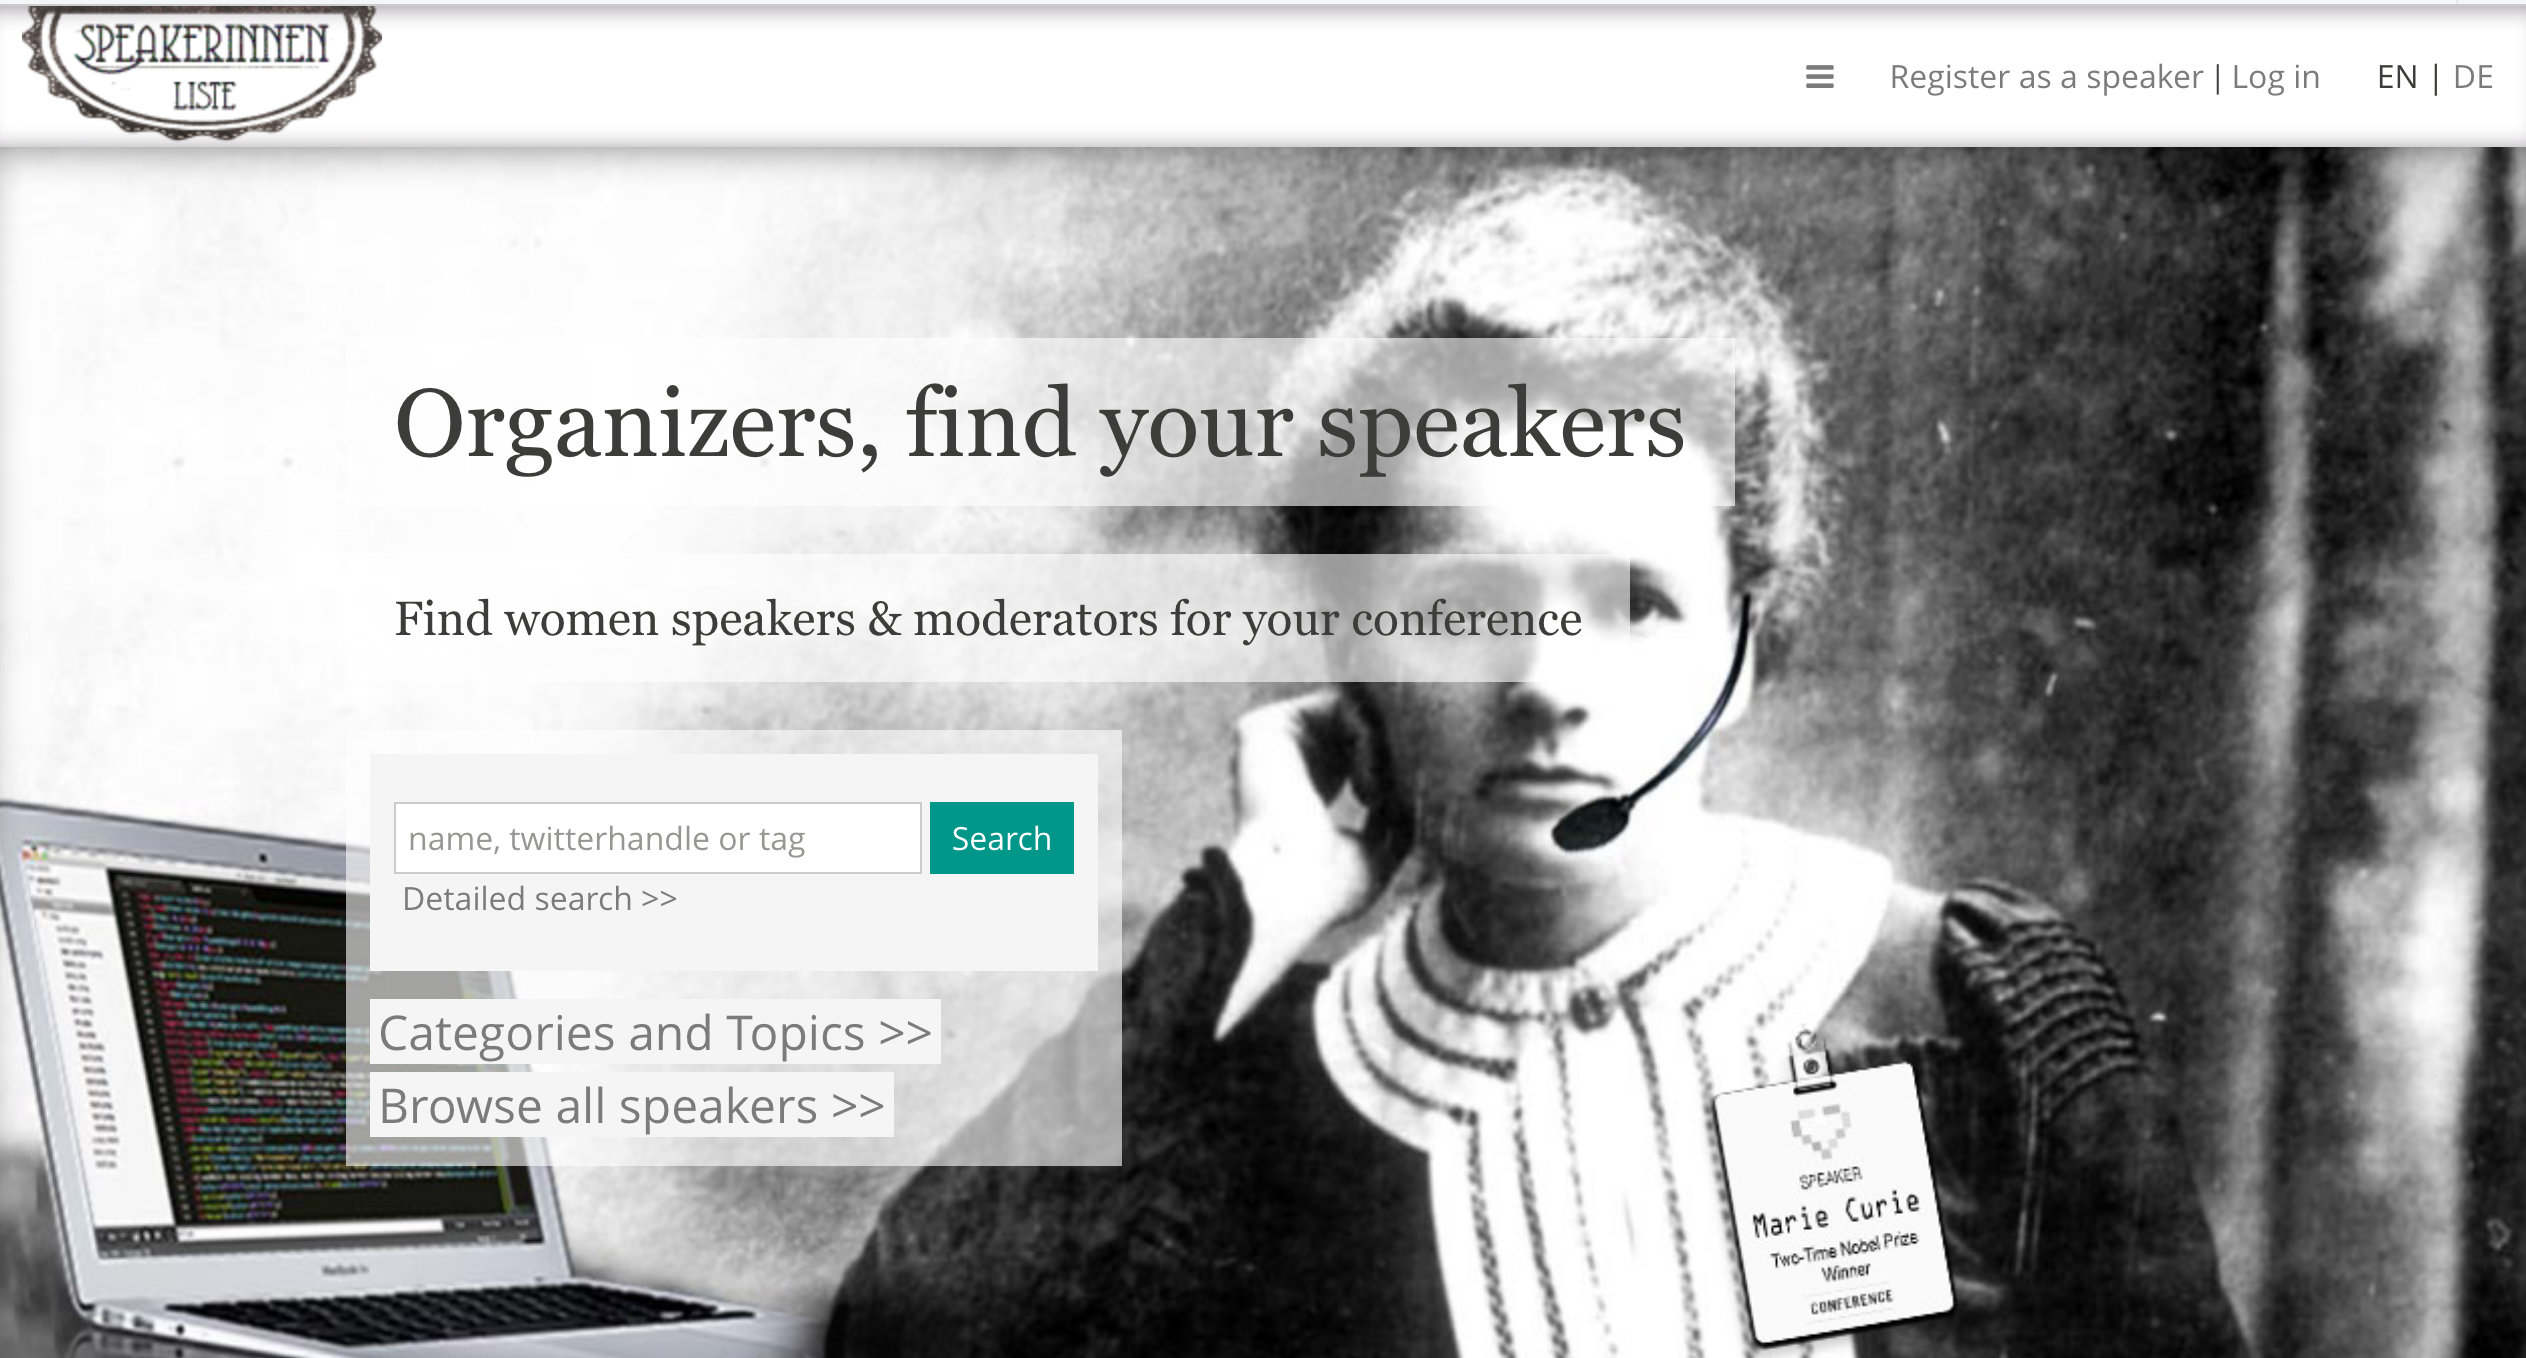 SPEAKERINNEN
LISTE
Register as a speaker | Log in
EN | DE
Organizers, find your speakers
Find women speakers & moderators for your conference
name, twitterhandle or tag
Search
Detailed search >>
Categories and Topics >>
Browse all speakers >>
SPEAKER
Marie Curie
Two-Time Nobel Prize
Winner
CONFERENCE